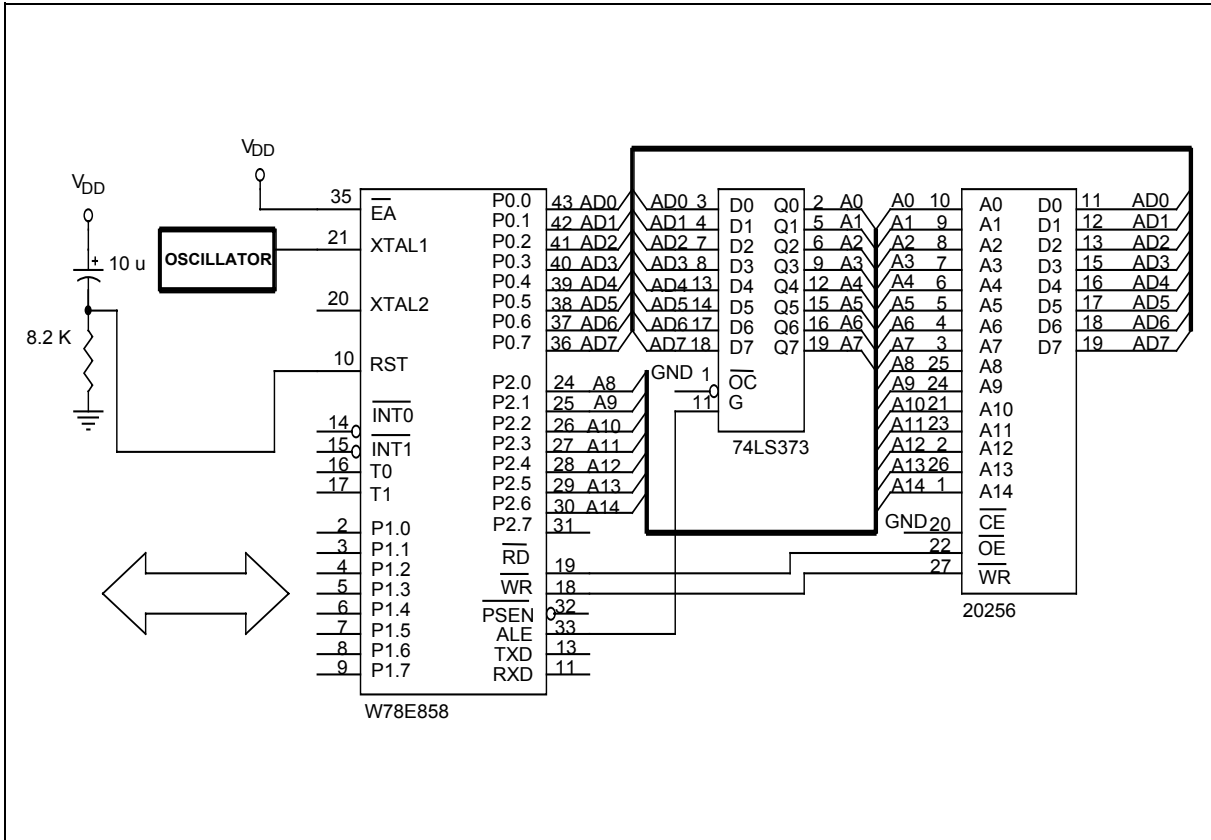 VDD
VDD
10 u
8.2 K
OSCILLATOR
35 EA
21 XTAL1
20 XTAL2
10 RST
14 INT0
15 INT1
16 T0
17 T1
2 P1.0
3 P1.1
4 P1.2
5 P1.3
6 P1.4
7 P1.5
8 P1.6
9 P1.7
P0.0 43 AD0
P0.1 42 AD1
P0.2 41 AD2
P0.3 40 AD3
P0.4 39 AD4
P0.5 38 AD5
P0.6 37 AD6
P0.7 36 AD7
P2.0 24 A8
P2.1 25 A9
P2.2 26 A10
P2.3 27 A11
P2.4 28 A12
P2.5 29 A13
P2.6 30 A14
P2.7 31
RD 19
WR 18
PSEN 32
ALE 33
TXD 13
RXD 11
W78E858
AD0 3 D0 Q0 2 A0
AD1 4 D1 Q1 5 A1
AD2 7 D2 Q2 6 A2
AD3 8 D3 Q3 9 A3
AD4 13 D4 Q4 12 A4
AD5 14 D5 Q5 15 A5
AD6 17 D6 Q6 16 A6
AD7 18 D7 Q7 19 A7
GND 1 OC
11 G
74LS373
A0 10 A0 D0 11 AD0
A1 9 A1 D1 12 AD1
A2 8 A2 D2 13 AD2
A3 7 A3 D3 15 AD3
A4 6 A4 D4 16 AD4
A5 5 A5 D5 17 AD5
A6 4 A6 D6 18 AD6
A7 3 A7 D7 19 AD7
A8 25 A8
A9 24 A9
A10 21 A10
A11 23 A11
A12 2 A12
A13 26 A13
A14 1 A14
GND 20 CE
22 OE
27 WR
20256